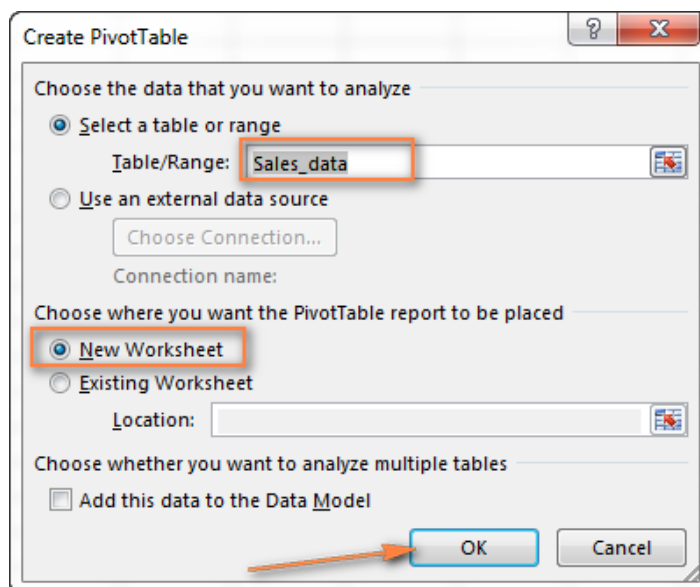 Create PivotTable
Choose the data that you want to analyze
Select a table or range
Table/Range: Sales_data
Use an external data source
Choose Connection...
Connection name:
Choose where you want the PivotTable report to be placed
New Worksheet
Existing Worksheet
Location:
Choose whether you want to analyze multiple tables
Add this data to the Data Model
OK Cancel